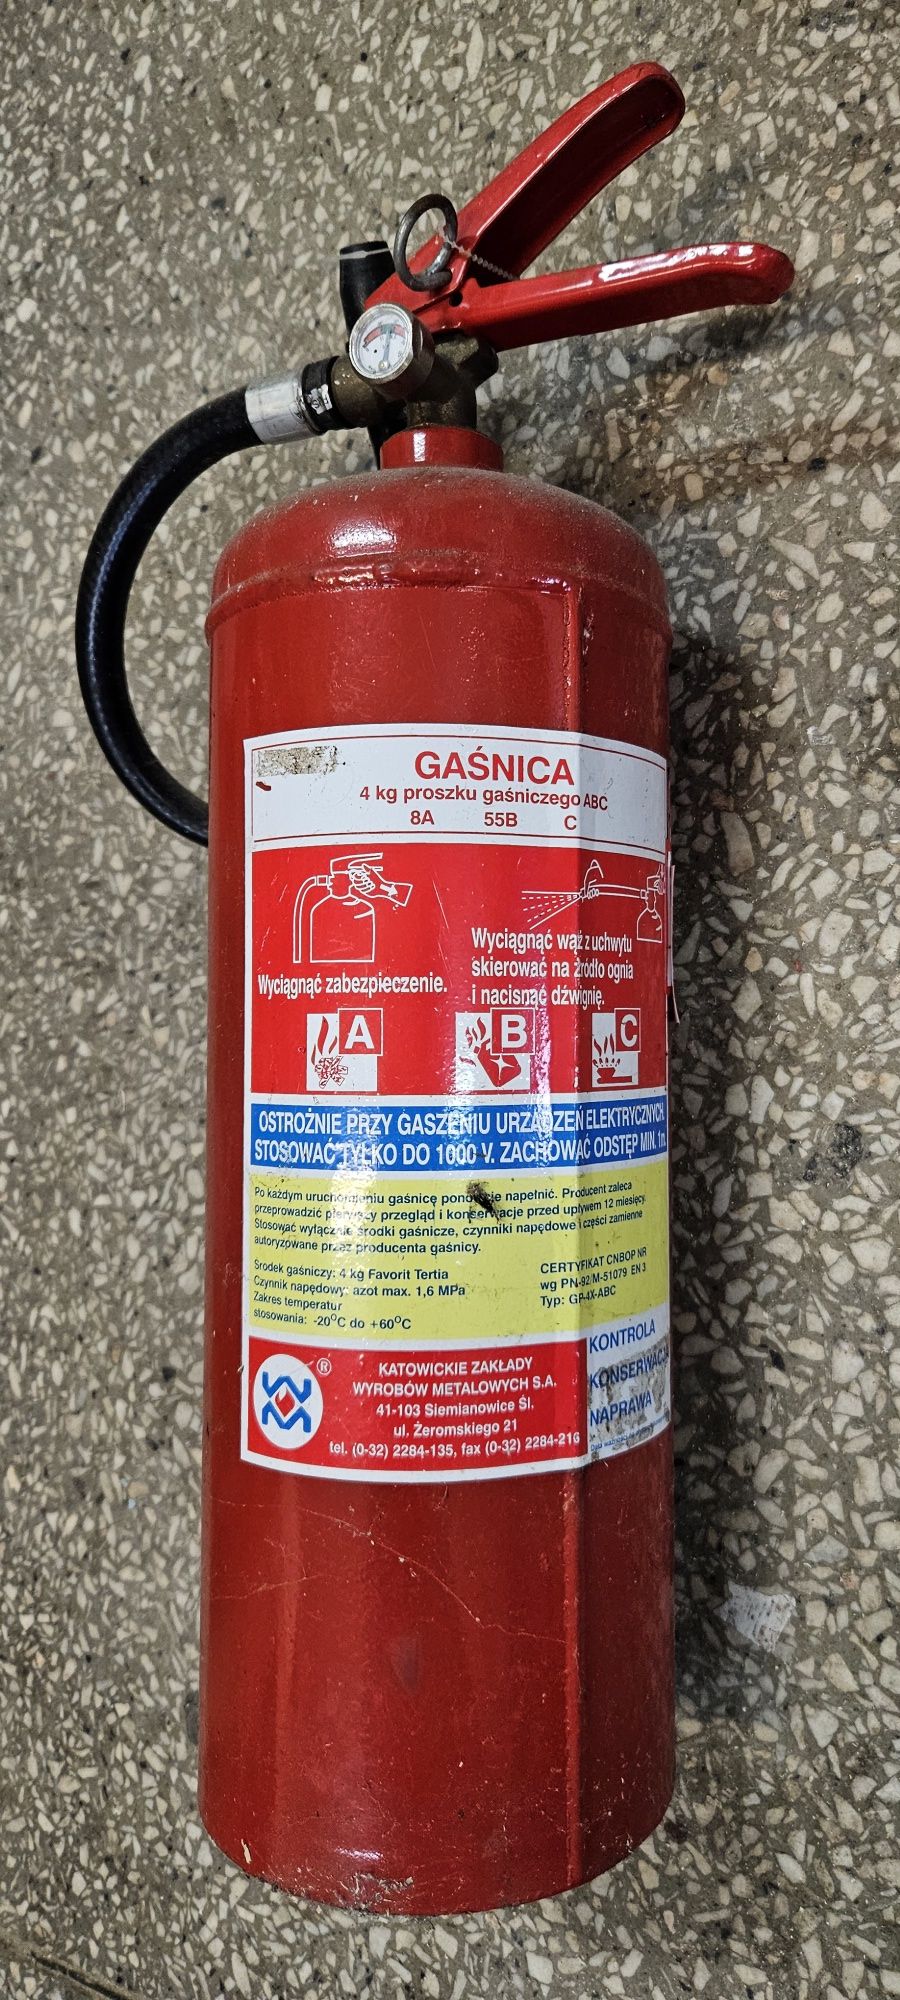 GAŚNICA
4 kg proszku gaśniczego ABC
8A 55B C
Wyciągnąć zabezpieczenie.
Wyciągnąć wąż z uchwytu
skierować na źródło ognia
i nacisnąć dźwignię.
A B C
OSTROŻNIE PRZY GASZENIU URZĄDZEŃ ELEKTRYCZNYCH.
STOSOWAĆ TYLKO DO 1000 V. ZACHOWAĆ ODSTĘP MIN. 1m.
Po każdym uruchomieniu gaśnicę ponownie napełnić. Producent zaleca
przeprowadzić pierwszy przegląd i konserwacje przed upływem 12 miesięcy.
Stosować wyłącznie środki gaśnicze, czynniki napędowe i części zamienne
autoryzowane przez producenta gaśnicy.
Środek gaśniczy: 4 kg Favorit Tertia
Czynnik napędowy: azot max. 1,6 MPa
Zakres temperatur
stosowania: -20°C do +60°C
CERTYFIKAT CNBOP NR
wg PN-92/M-51079 EN 3
Typ: GP-4X-ABC
®
KATOWICKIE ZAKŁADY
WYROBÓW METALOWYCH S.A.
41-103 Siemianowice Śl.
ul. Żeromskiego 21
tel. (0-32) 2284-135, fax (0-32) 2284-216
KONTROLA
KONSERWACJA
NAPRAWA